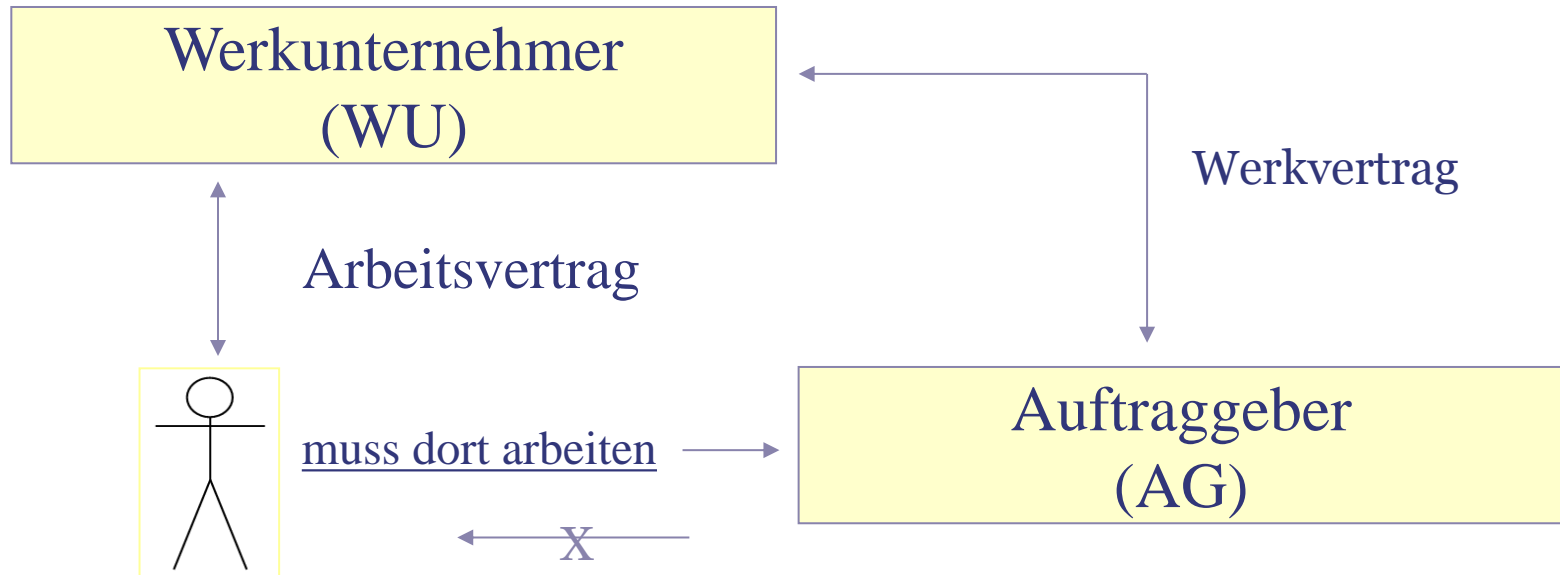 Werkunternehmer
(WU)
Werkvertrag
Arbeitsvertrag
muss dort arbeiten
Auftraggeber
(AG)
X